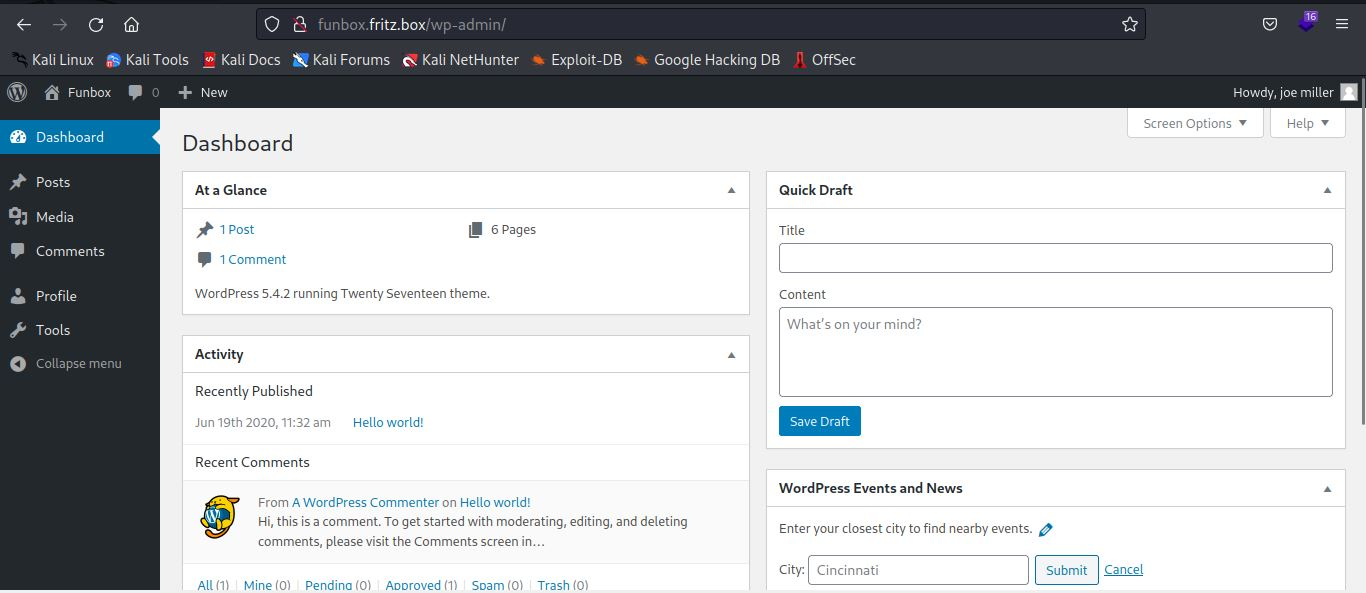 funbox.fritz.box/wp-admin/
16
Kali Linux Kali Tools Kali Docs Kali Forums Kali NetHunter Exploit-DB Google Hacking DB OffSec
Funbox 0 New Howdy, joe miller
Screen Options Help
Dashboard
Posts
Media
Comments
Profile
Tools
Collapse menu
Dashboard
At a Glance
1 Post 6 Pages
1 Comment
WordPress 5.4.2 running Twenty Seventeen theme.
Activity
Recently Published
Jun 19th 2020, 11:32 am Hello world!
Recent Comments
From A WordPress Commenter on Hello world!
Hi, this is a comment. To get started with moderating, editing, and deleting
comments, please visit the Comments screen in…
All (1) | Mine (0) | Pending (0) | Approved (1) | Spam (0) | Trash (0)
Quick Draft
Title
Content
What's on your mind?
Save Draft
WordPress Events and News
Enter your closest city to find nearby events.
City: Cincinnati Submit Cancel